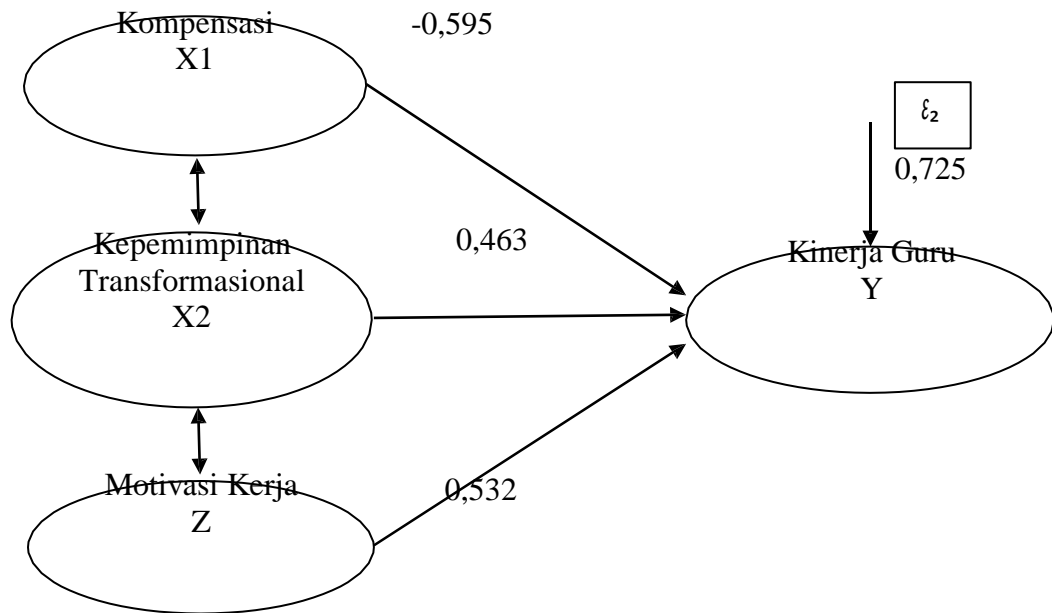 Kompensasi
X1
-0,595
ε₂
0,725
Kepemimpinan
Transformasional
X2
0,463
Kinerja Guru
Y
Motivasi Kerja
Z
0,532